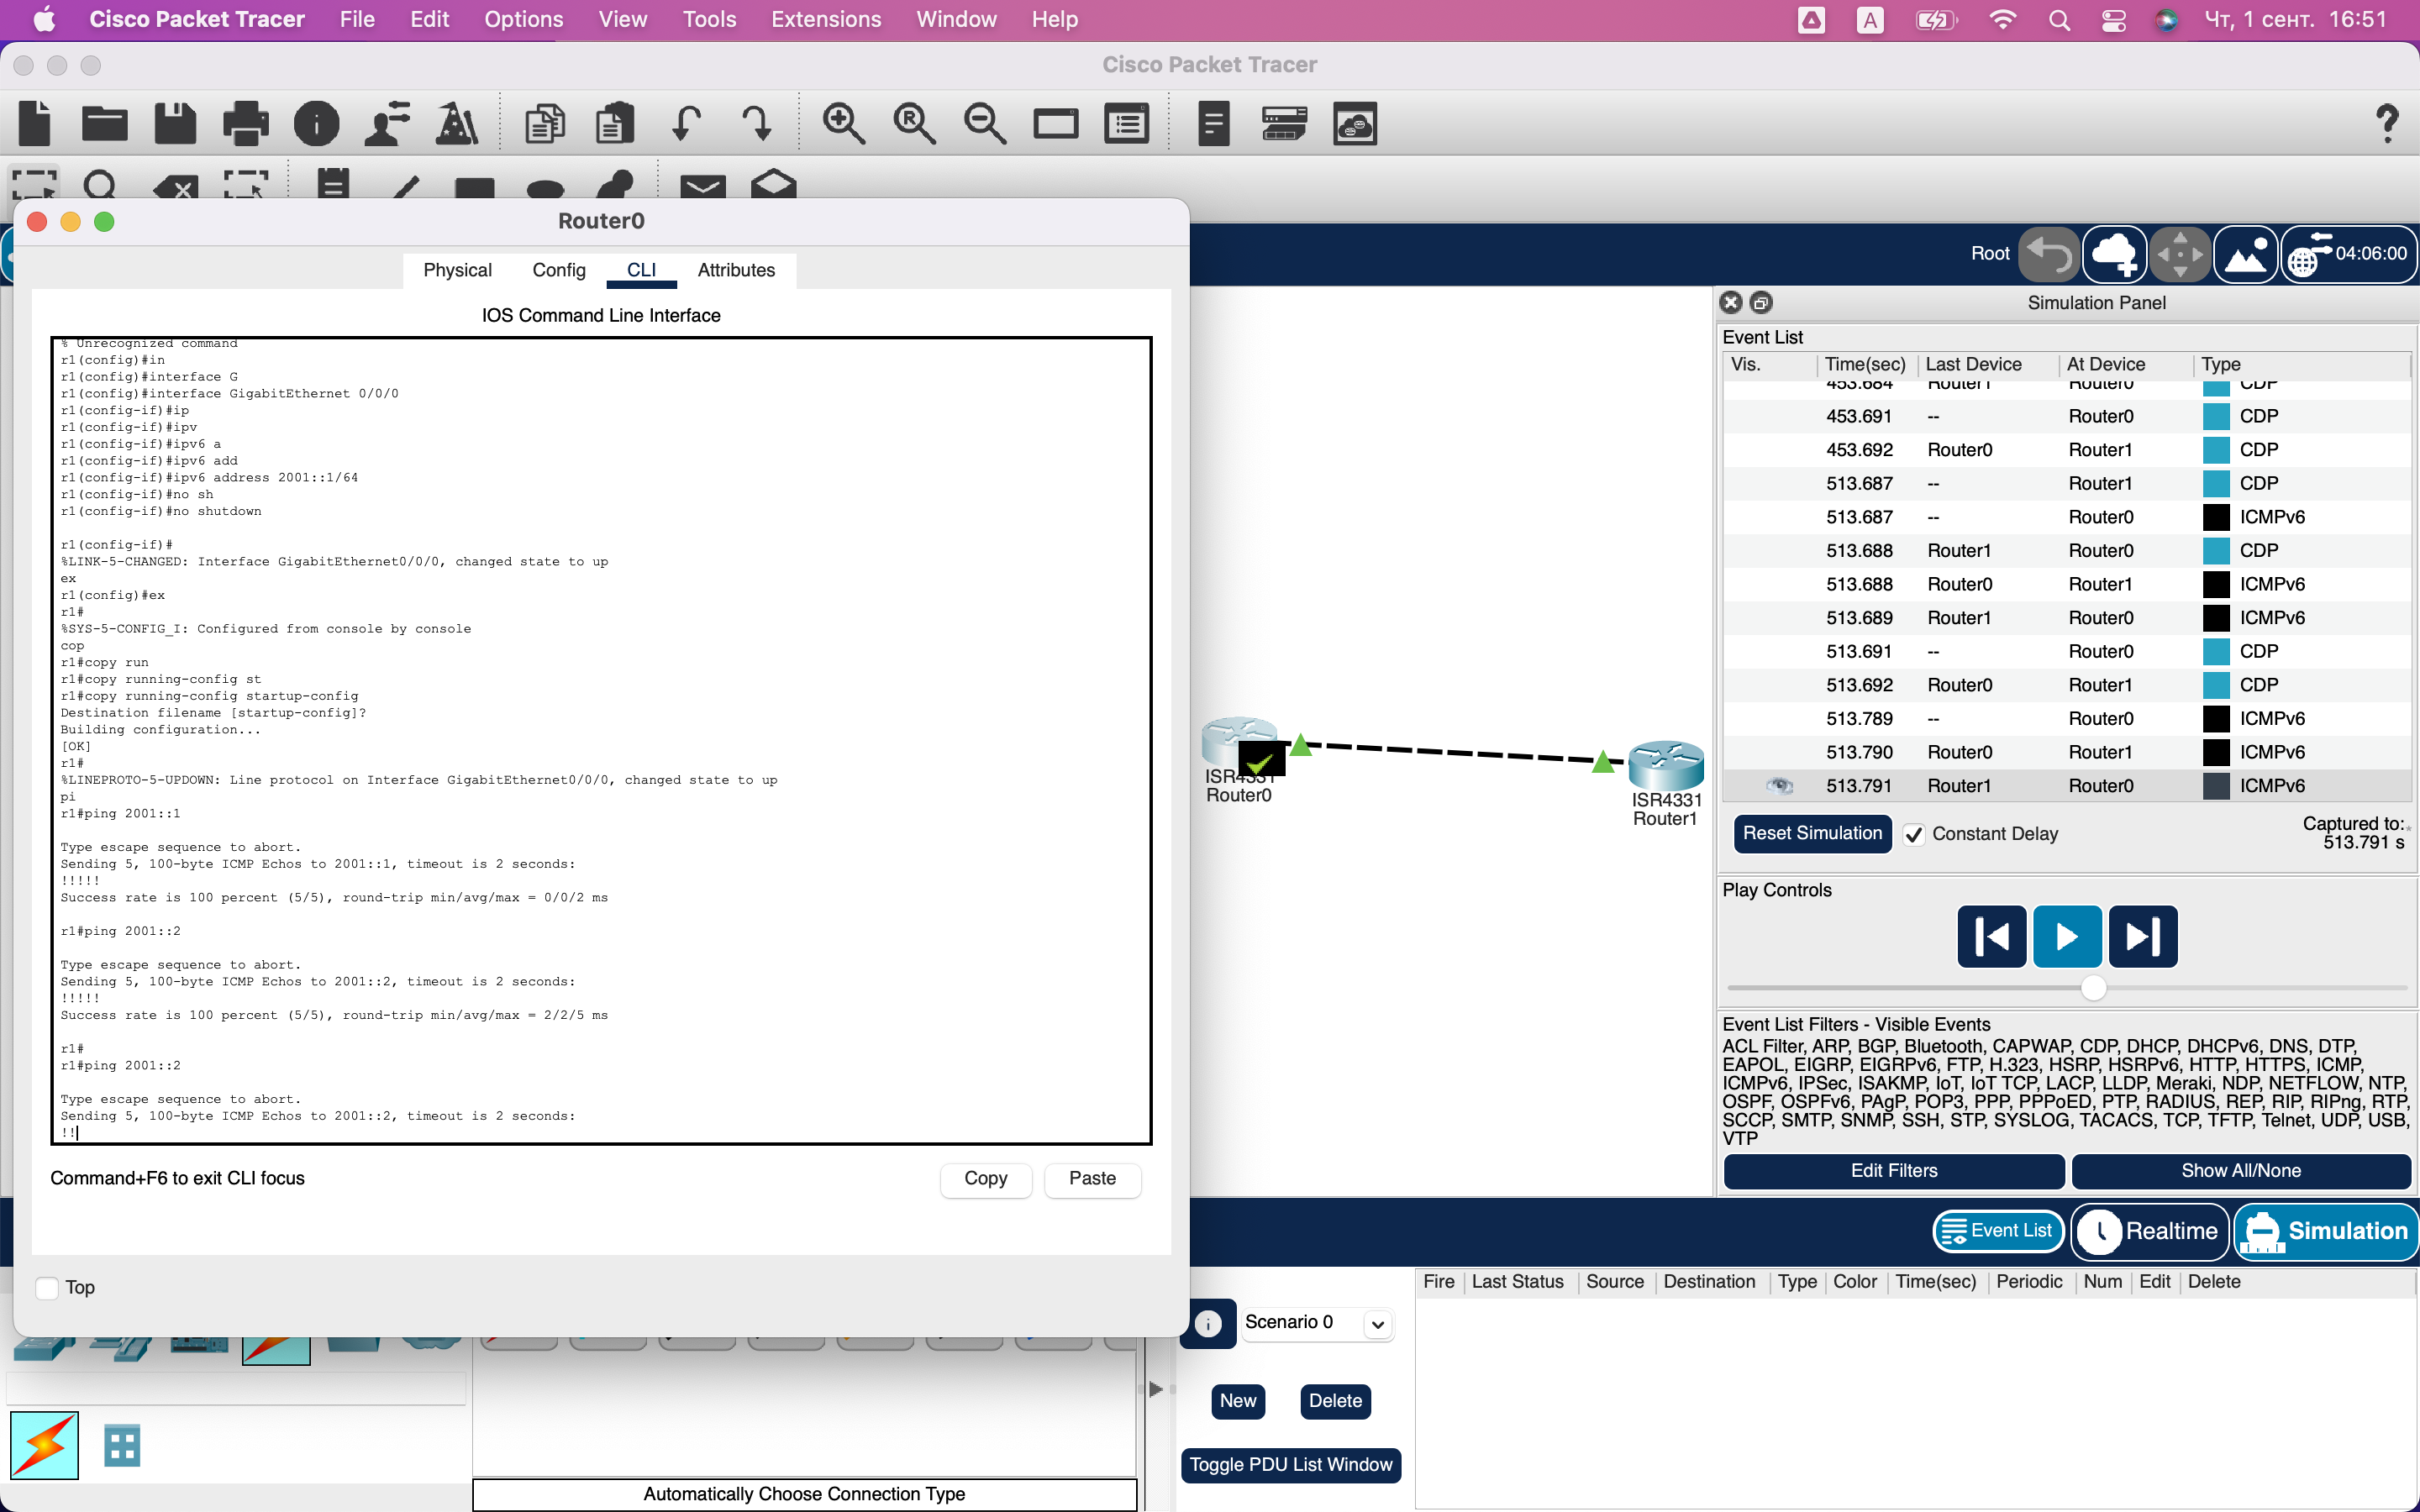 Cisco Packet Tracer File Edit Options View Tools Extensions Window Help A Чт, 1 сент. 16:51
Cisco Packet Tracer
Router0
Physical Config CLI Attributes
IOS Command Line Interface
% Unrecognized command
r1(config)#in
r1(config)#interface G
r1(config)#interface GigabitEthernet 0/0/0
r1(config-if)#ip
r1(config-if)#ipv
r1(config-if)#ipv6 a
r1(config-if)#ipv6 add
r1(config-if)#ipv6 address 2001::1/64
r1(config-if)#no sh
r1(config-if)#no shutdown
r1(config-if)#
%LINK-5-CHANGED: Interface GigabitEthernet0/0/0, changed state to up
ex
r1(config)#ex
r1#
%SYS-5-CONFIG_I: Configured from console by console
cop
r1#copy run
r1#copy running-config st
r1#copy running-config startup-config
Destination filename [startup-config]?
Building configuration...
[OK]
r1#
%LINEPROTO-5-UPDOWN: Line protocol on Interface GigabitEthernet0/0/0, changed state to up
pi
r1#ping 2001::1
Type escape sequence to abort.
Sending 5, 100-byte ICMP Echos to 2001::1, timeout is 2 seconds:
!!!!!
Success rate is 100 percent (5/5), round-trip min/avg/max = 0/0/2 ms
r1#ping 2001::2
Type escape sequence to abort.
Sending 5, 100-byte ICMP Echos to 2001::2, timeout is 2 seconds:
!!!!!
Success rate is 100 percent (5/5), round-trip min/avg/max = 2/2/5 ms
r1#
r1#ping 2001::2
Type escape sequence to abort.
Sending 5, 100-byte ICMP Echos to 2001::2, timeout is 2 seconds:
!!
Command+F6 to exit CLI focus
Copy Paste
Top
ISR4331
Router0
ISR4331
Router1
Root 04:06:00
Simulation Panel
Event List
Vis. Time(sec) Last Device At Device Type
453.684 Router1 Router0 CDP
453.691 -- Router0 CDP
453.692 Router0 Router1 CDP
513.687 -- Router1 CDP
513.687 -- Router0 ICMPv6
513.688 Router1 Router0 CDP
513.688 Router0 Router1 ICMPv6
513.689 Router1 Router0 ICMPv6
513.691 -- Router0 CDP
513.692 Router0 Router1 CDP
513.789 -- Router0 ICMPv6
513.790 Router0 Router1 ICMPv6
513.791 Router1 Router0 ICMPv6
Reset Simulation Constant Delay Captured to:
513.791 s
Play Controls
Event List Filters - Visible Events
ACL Filter, ARP, BGP, Bluetooth, CAPWAP, CDP, DHCP, DHCPv6, DNS, DTP,
EAPOL, EIGRP, EIGRPv6, FTP, H.323, HSRP, HSRPv6, HTTP, HTTPS, ICMP,
ICMPv6, IPSec, ISAKMP, IoT, IoT TCP, LACP, LLDP, Meraki, NDP, NETFLOW, NTP,
OSPF, OSPFv6, PAgP, POP3, PPP, PPPoED, PTP, RADIUS, REP, RIP, RIPng, RTP,
SCCP, SMTP, SNMP, SSH, STP, SYSLOG, TACACS, TCP, TFTP, Telnet, UDP, USB,
VTP
Edit Filters Show All/None
Event List Realtime Simulation
Fire Last Status Source Destination Type Color Time(sec) Periodic Num Edit Delete
Scenario 0
New Delete
Toggle PDU List Window
Automatically Choose Connection Type